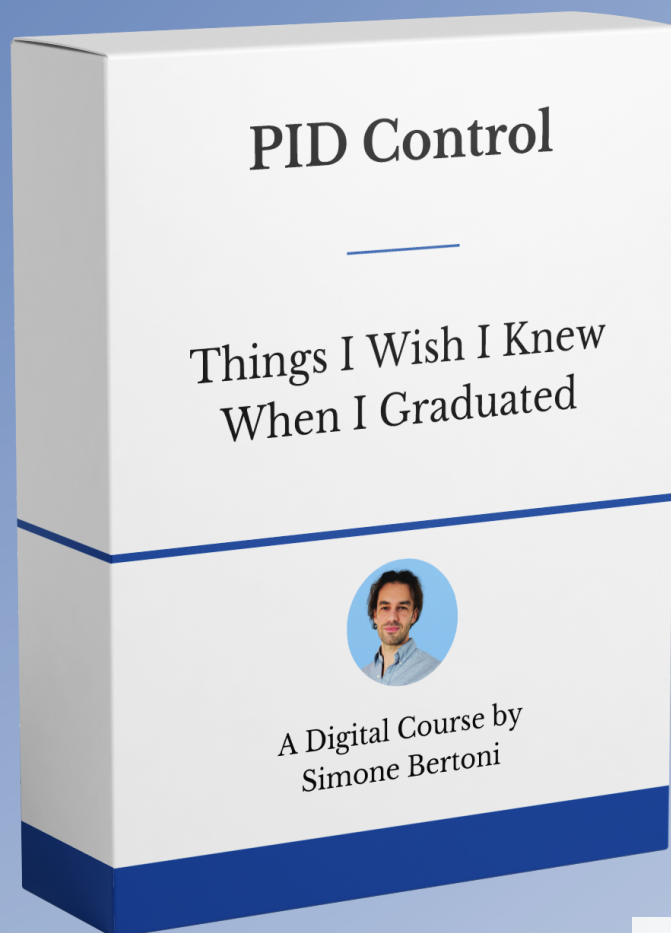 PID Control
Things I Wish I Knew
When I Graduated
A Digital Course by
Simone Bertoni